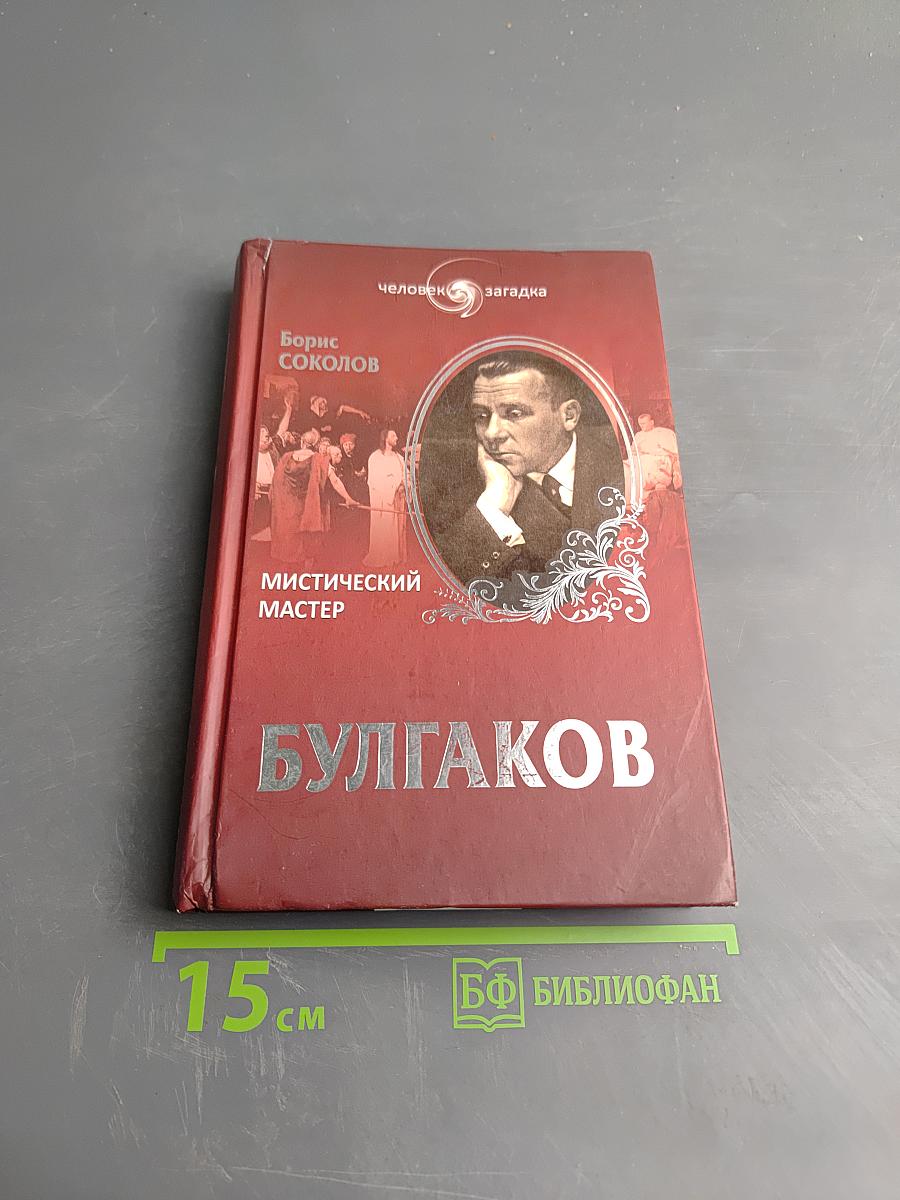 человек загадка
Борис
СОКОЛОВ
МИСТИЧЕСКИЙ
МАСТЕР
БУЛГАКОВ
15 см
БФ БИБЛИОФАН